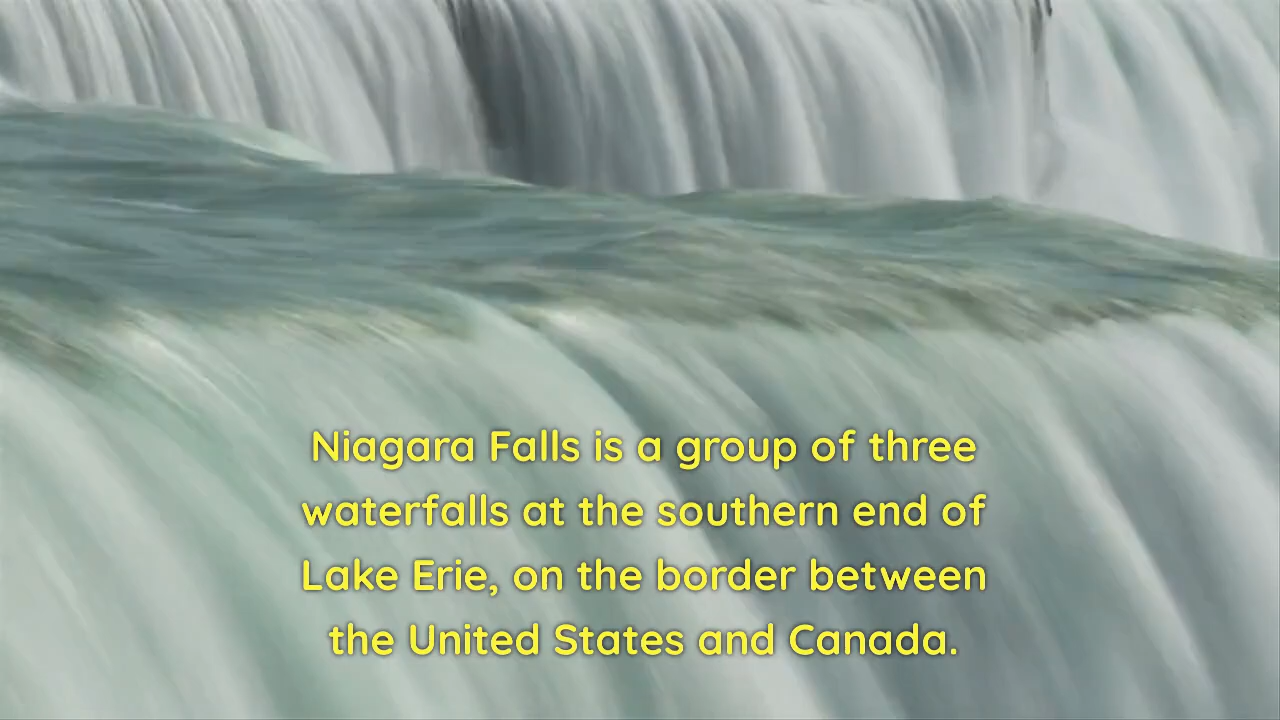 Niagara Falls is a group of three
waterfalls at the southern end of
Lake Erie, on the border between
the United States and Canada.